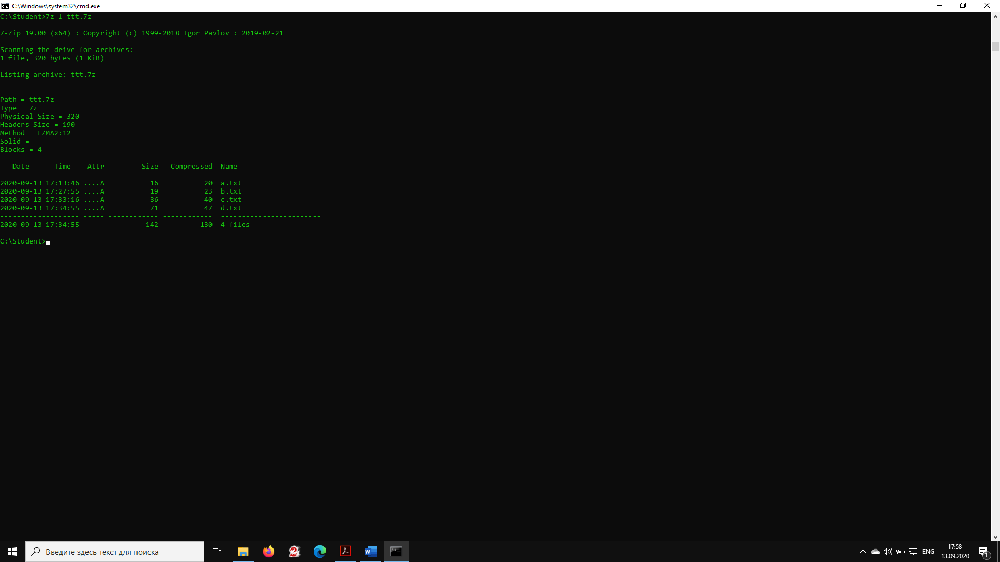 C:\Windows\system32\cmd.exe
C:\Student>7z l ttt.7z
7-Zip 19.00 (x64) : Copyright (c) 1999-2018 Igor Pavlov : 2019-02-21
Scanning the drive for archives:
1 file, 320 bytes (1 KiB)
Listing archive: ttt.7z
--
Path = ttt.7z
Type = 7z
Physical Size = 320
Headers Size = 190
Method = LZMA2:12
Solid = -
Blocks = 4
   Date      Time    Attr         Size   Compressed  Name
------------------- ----- ------------ ------------  ------------------------
2020-09-13 17:13:46 ....A           16           20  a.txt
2020-09-13 17:27:55 ....A           19           23  b.txt
2020-09-13 17:33:16 ....A           36           40  c.txt
2020-09-13 17:34:55 ....A           71           47  d.txt
------------------- ----- ------------ ------------  ------------------------
2020-09-13 17:34:55                142          130  4 files
C:\Student>
Введите здесь текст для поиска
ENG
17:58
13.09.2020
1